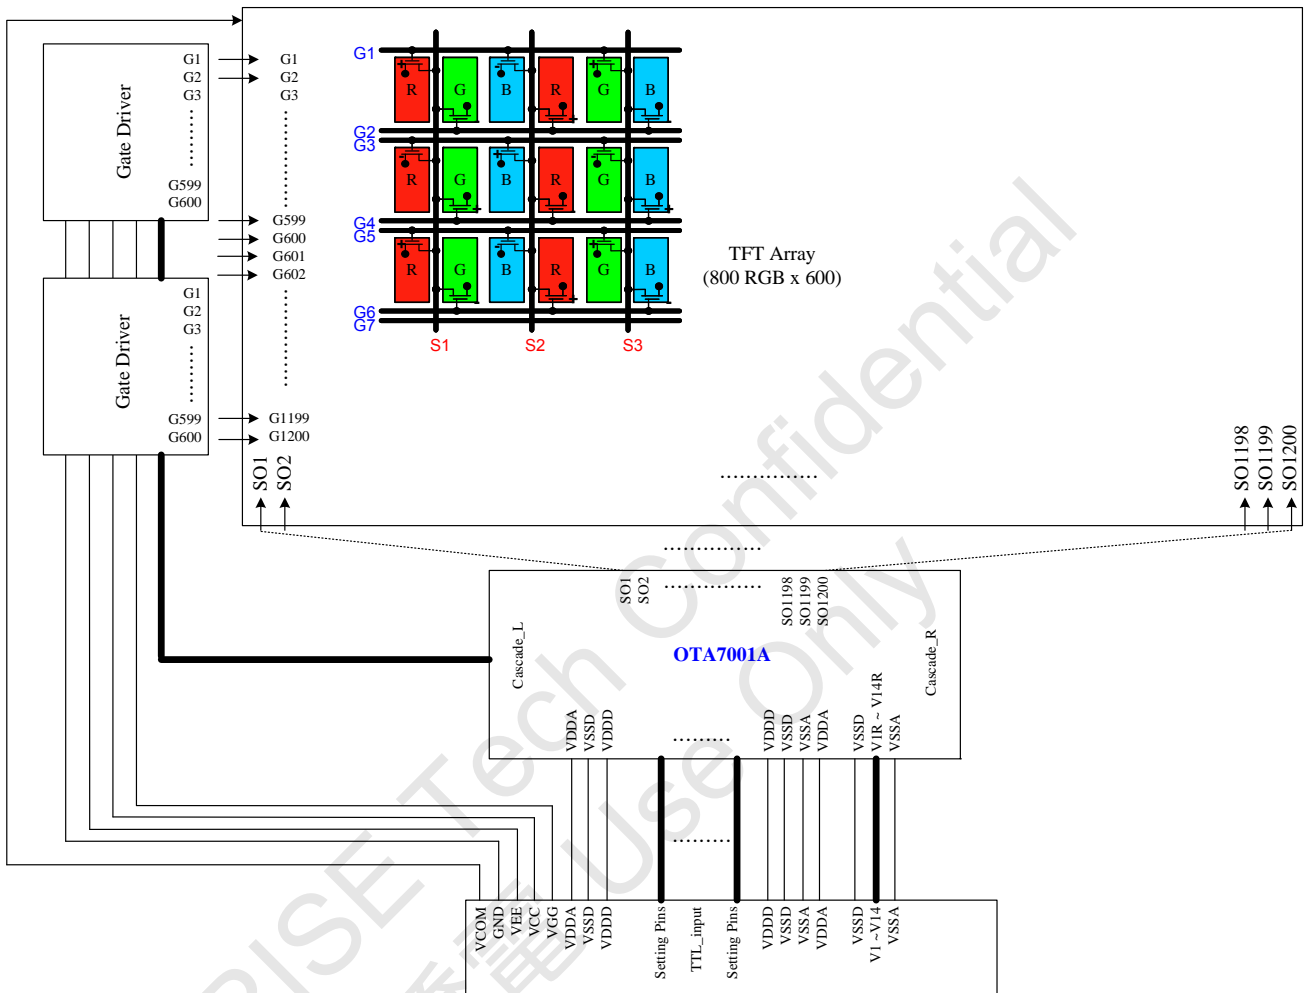 Gate Driver
G1
G2
G3
G599
G600
G1
G2
G3
G599
G600
G601
G602
G1199
G1200
Gate Driver
G1
G2
G3
G599
G600
G1
R G B R G B
G2
G3
R G B R G B
G4
G5
R G B R G B
G6
G7
S1 S2 S3
TFT Array
(800 RGB x 600)
SO1
SO2
SO1198
SO1199
SO1200
SO1
SO2
SO1198
SO1199
SO1200
Cascade_L
OTA7001A
Cascade_R
VDDA
VSSD
VDDD
VDDD
VSSD
VSSA
VDDA
VSSD
V1R ~ V14R
VSSA
VCOM
GND
VEE
VCC
VGG
VDDA
VSSD
VDDD
Setting Pins
TTL_input
Setting Pins
VDDD
VSSD
VSSA
VDDA
VSSD
V1 ~V14
VSSA
RISE Tech Confidential
Use Only